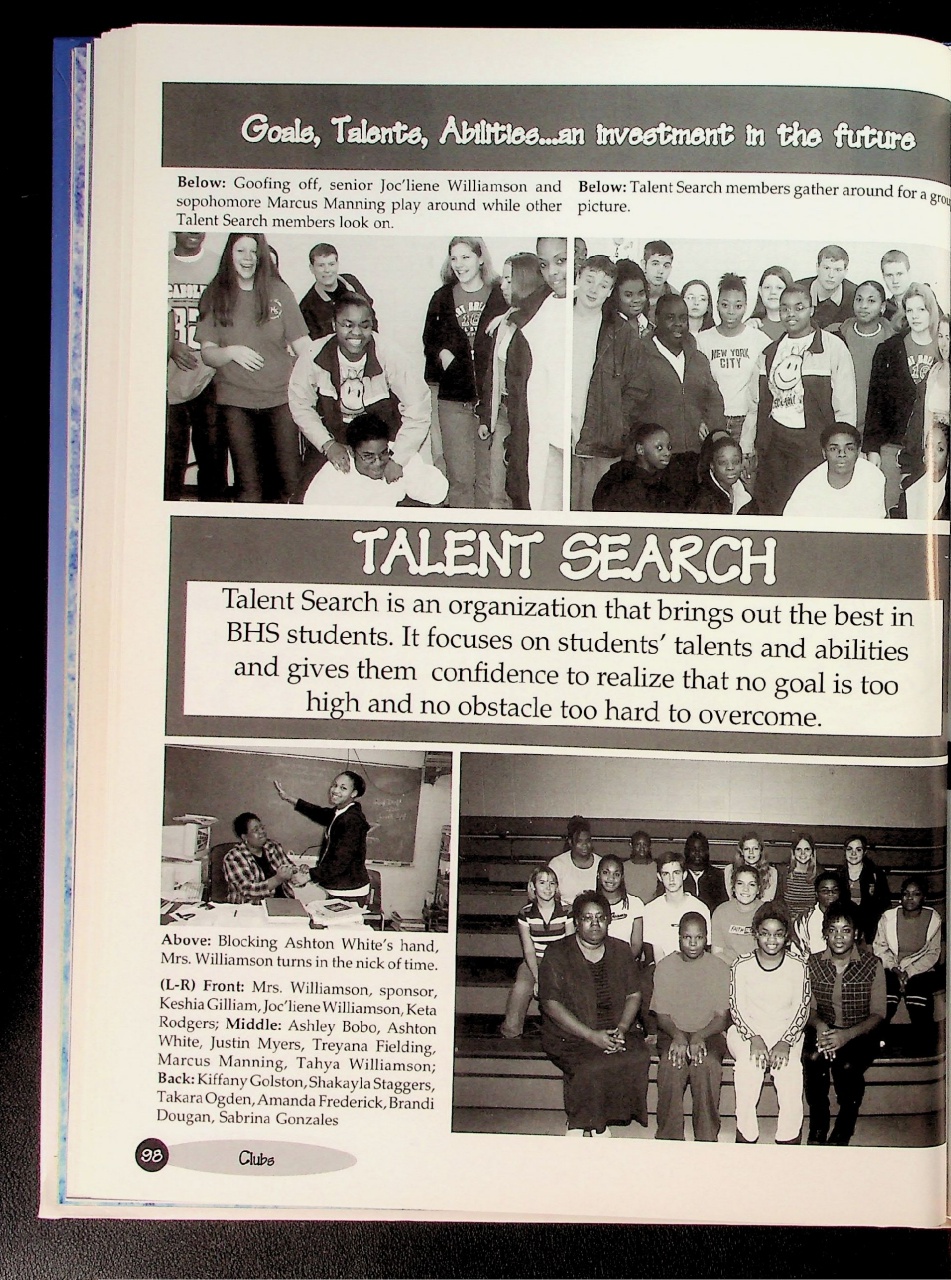 Goals, Talents, Abilities...an investment in the future
Below: Goofing off, senior Joc'liene Williamson and
sopohomore Marcus Manning play around while other
Talent Search members look on.
Below: Talent Search members gather around for a grou
picture.
NEW YORK
CITY
TALENT SEARCH
Talent Search is an organization that brings out the best in
BHS students. It focuses on students' talents and abilities
and gives them confidence to realize that no goal is too
high and no obstacle too hard to overcome.
FAITH
Above: Blocking Ashton White's hand,
Mrs. Williamson turns in the nick of time.
(L-R) Front: Mrs. Williamson, sponsor,
Keshia Gilliam, Joc'liene Williamson, Keta
Rodgers; Middle: Ashley Bobo, Ashton
White, Justin Myers, Treyana Fielding,
Marcus Manning, Tahya Williamson;
Back: Kiffany Golston, Shakayla Staggers,
Takara Ogden, Amanda Frederick, Brandi
Dougan, Sabrina Gonzales
98
Clubs